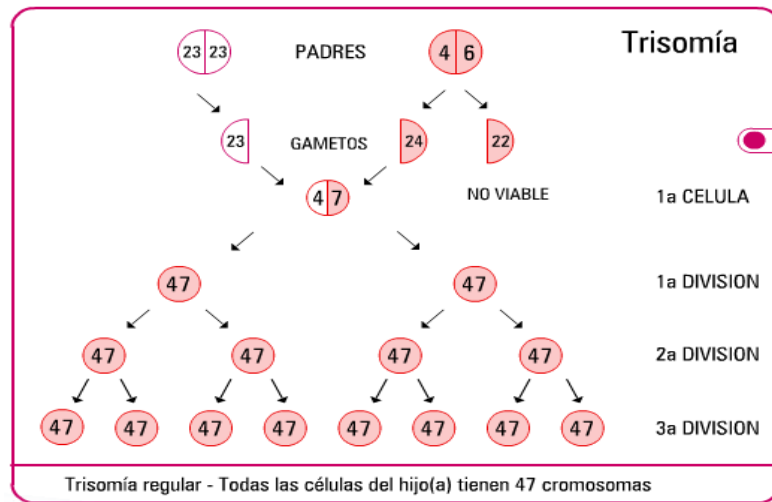 Trisomía
23 23 PADRES 4 6
23 GAMETOS 24 22
NO VIABLE
4 7 1a CELULA
47 47 1a DIVISION
47 47 47 47 2a DIVISION
47 47 47 47 47 47 47 47 3a DIVISION
Trisomía regular - Todas las células del hijo(a) tienen 47 cromosomas